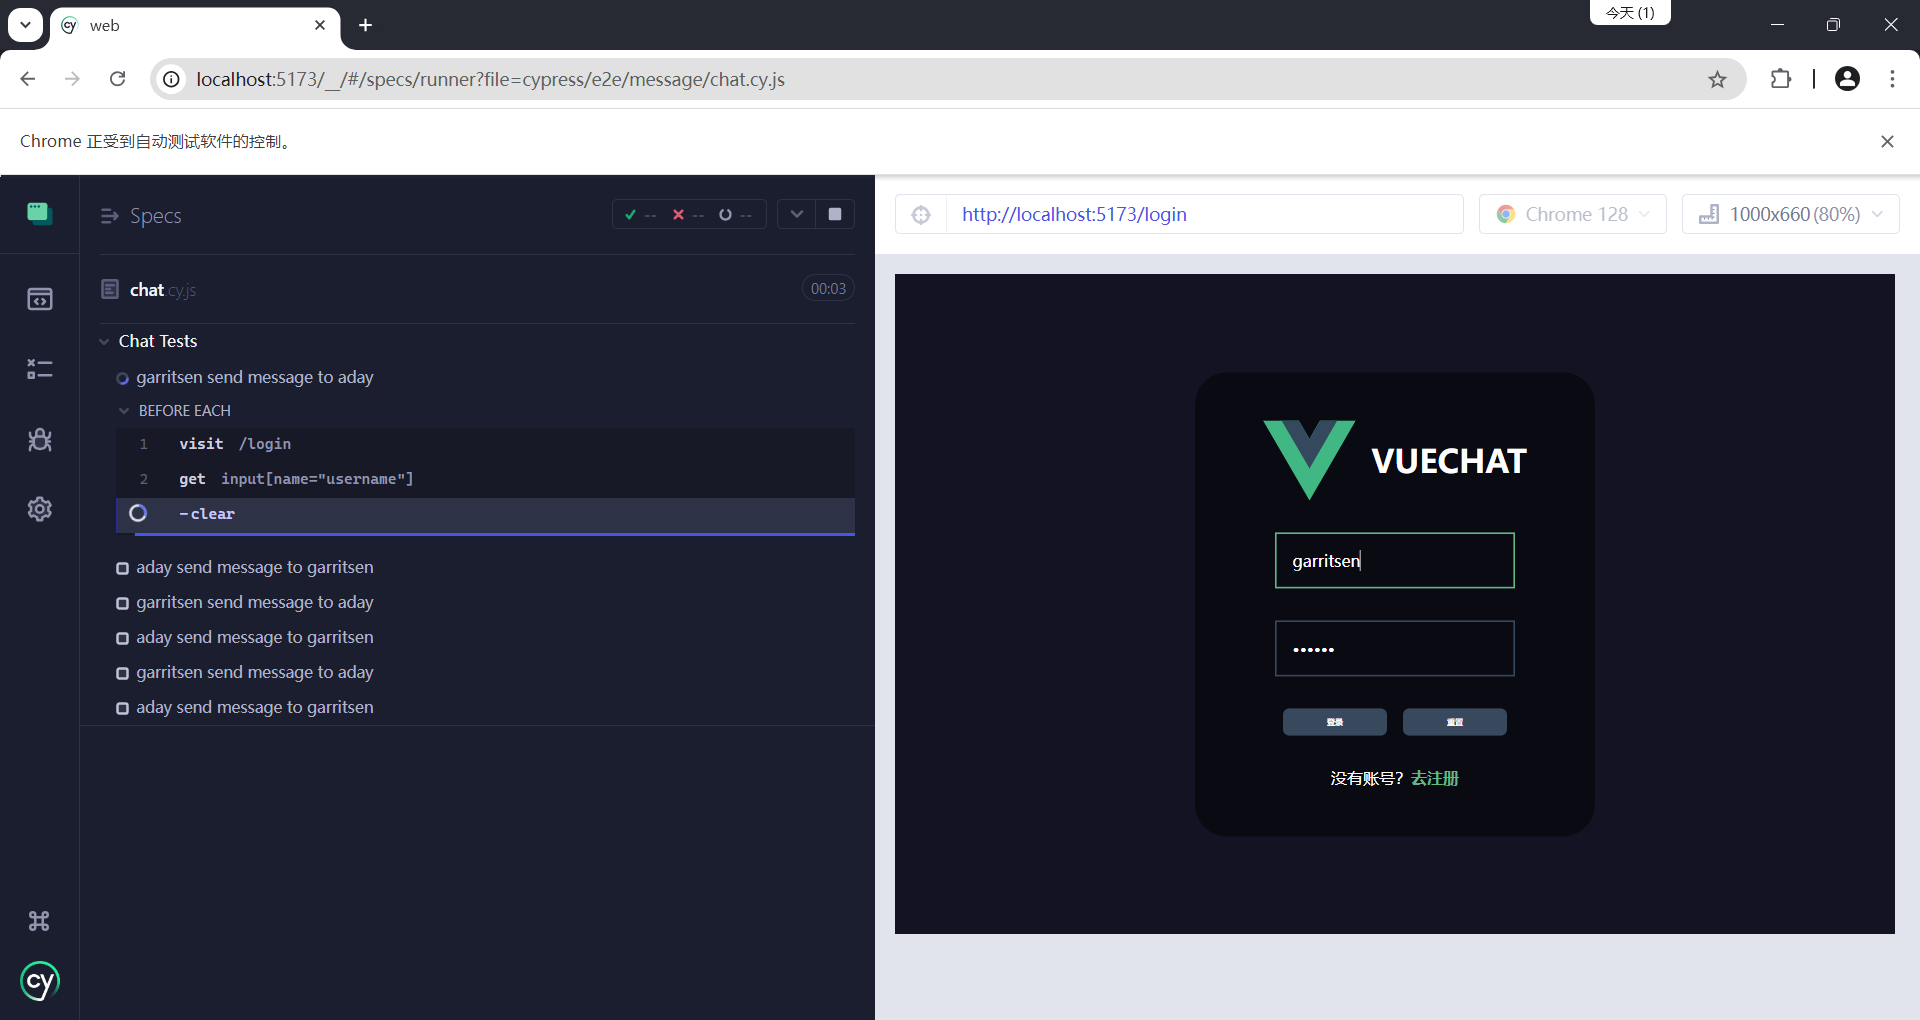 web
今天 (1)
localhost:5173/__/#/specs/runner?file=cypress/e2e/message/chat.cy.js
Chrome 正受到自动测试软件的控制。
Specs
-- -- --
http://localhost:5173/login
Chrome 128
1000x660 (80%)
chat cy.js
00:03
Chat Tests
garritsen send message to aday
BEFORE EACH
1 visit /login
2 get input[name="username"]
-clear
aday send message to garritsen
garritsen send message to aday
aday send message to garritsen
garritsen send message to aday
aday send message to garritsen
cy
VUECHAT
garritsen
••••••
登录
重置
没有账号? 去注册